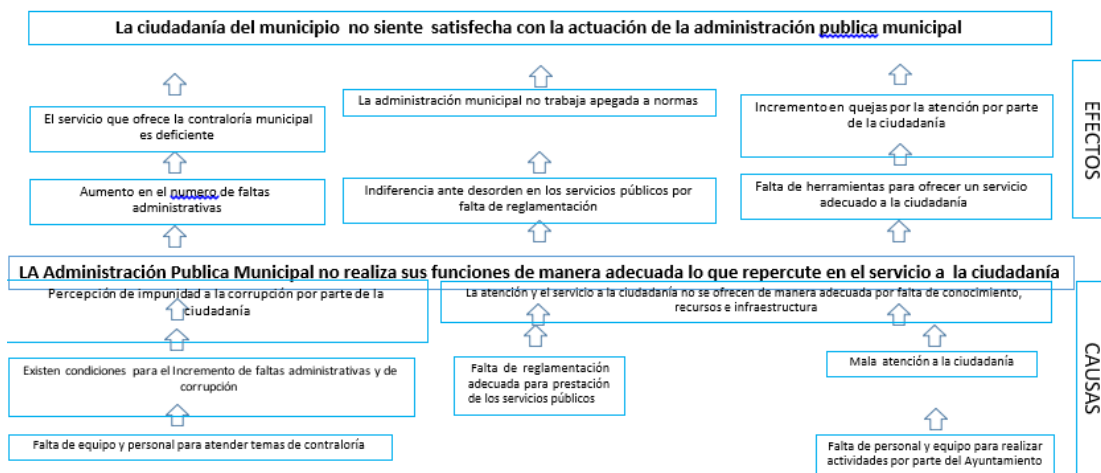 La ciudadanía del municipio no siente satisfecha con la actuación de la administración publica municipal
EFECTOS
El servicio que ofrece la contraloría municipal
es deficiente
La administración municipal no trabaja apegada a normas
Incremento en quejas por la atención por parte
de la ciudadanía
Aumento en el numero de faltas
administrativas
Indiferencia ante desorden en los servicios públicos por
falta de reglamentación
Falta de herramientas para ofrecer un servicio
adecuado a la ciudadanía
LA Administración Publica Municipal no realiza sus funciones de manera adecuada lo que repercute en el servicio a la ciudadanía
CAUSAS
Percepción de impunidad a la corrupción por parte de la
ciudadanía
La atención y el servicio a la ciudadanía no se ofrecen de manera adecuada por falta de conocimiento,
recursos e infraestructura
Existen condiciones para el Incremento de faltas administrativas y de
corrupción
Falta de reglamentación
adecuada para prestación
de los servicios públicos
Mala atención a la ciudadanía
Falta de equipo y personal para atender temas de contraloría
Falta de personal y equipo para realizar
actividades por parte del Ayuntamiento